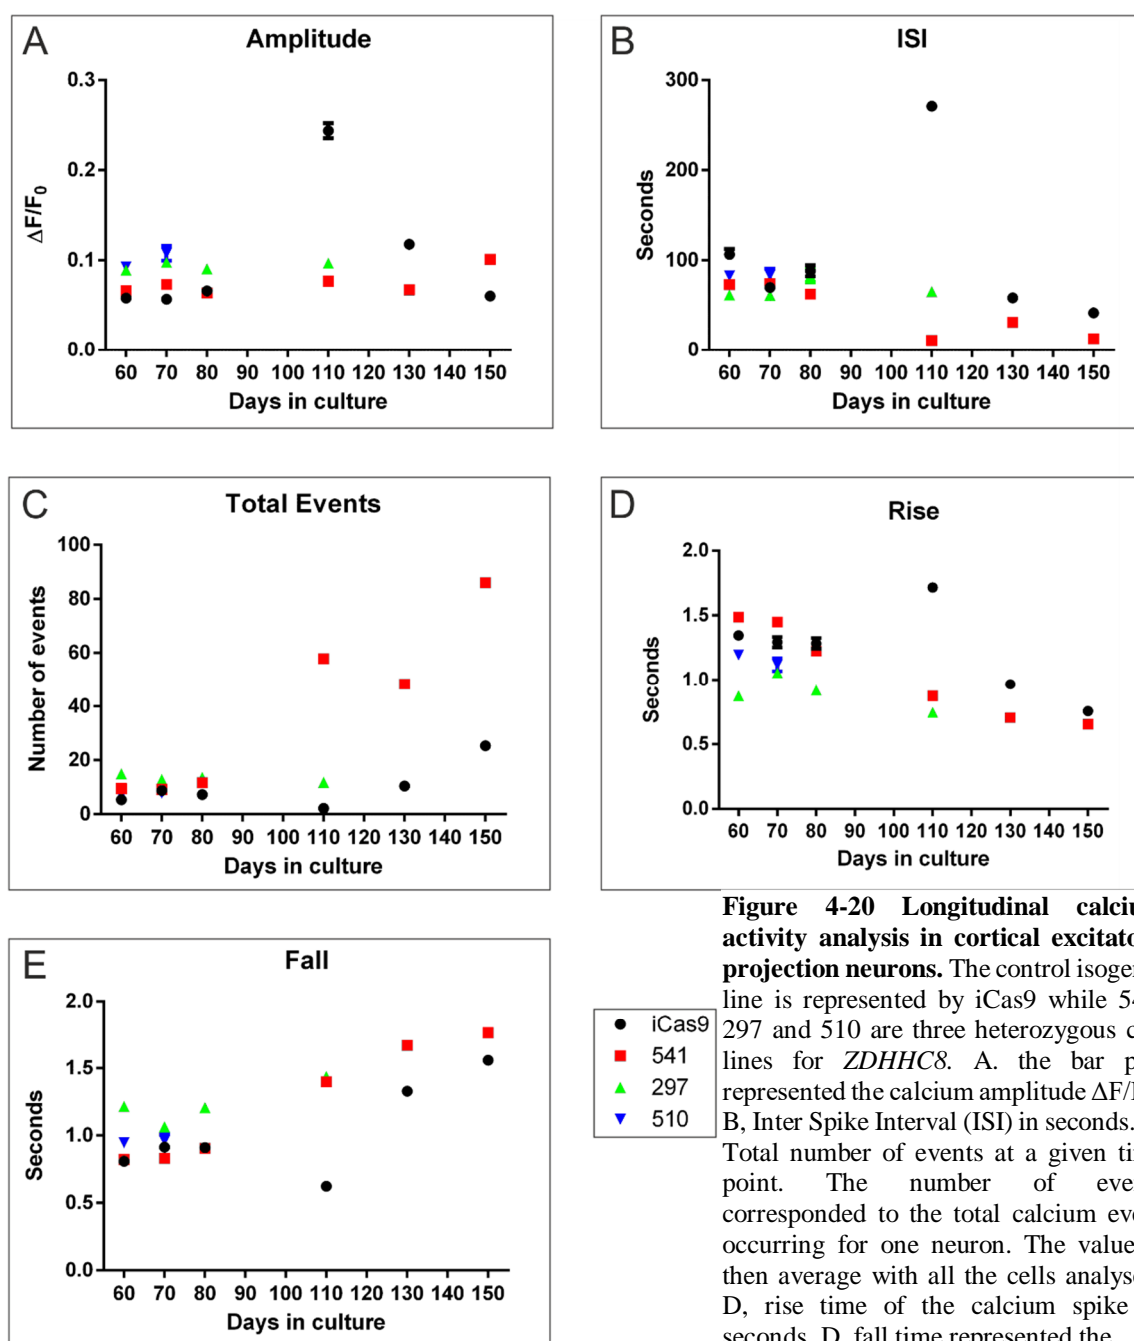 A
Amplitude
0.3
0.2
0.1
0.0
ΔF/F0
60 70 80 90 100 110 120 130 140 150
Days in culture
B
ISI
300
200
100
0
Seconds
60 70 80 90 100 110 120 130 140 150
Days in culture
C
Total Events
100
80
60
40
20
0
Number of events
60 70 80 90 100 110 120 130 140 150
Days in culture
D
Rise
2.0
1.5
1.0
0.5
0.0
Seconds
60 70 80 90 100 110 120 130 140 150
Days in culture
E
Fall
2.0
1.5
1.0
0.5
0.0
Seconds
60 70 80 90 100 110 120 130 140 150
Days in culture
iCas9
541
297
510
Figure 4-20 Longitudinal calciu
activity analysis in cortical excitato
projection neurons. The control isogen
line is represented by iCas9 while 54
297 and 510 are three heterozygous c
lines for ZDHHC8. A. the bar p
represented the calcium amplitude ΔF/
B, Inter Spike Interval (ISI) in seconds.
Total number of events at a given ti
point. The number of eve
corresponded to the total calcium eve
occurring for one neuron. The value
then average with all the cells analyse
D, rise time of the calcium spike
seconds. D, fall time represented the